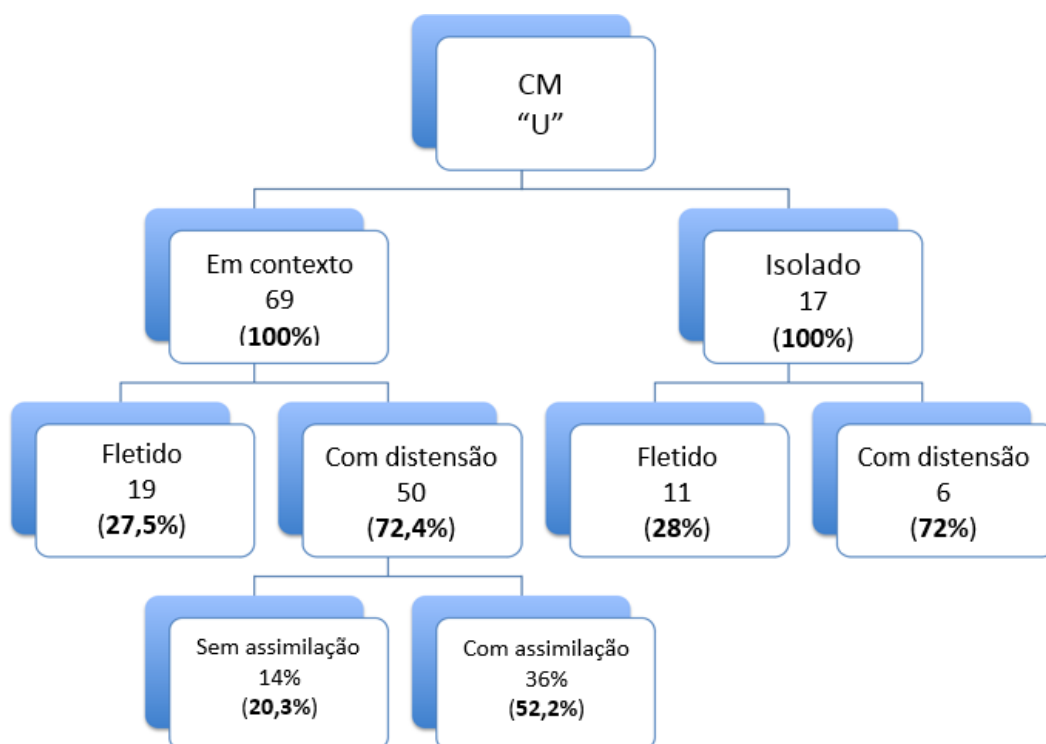 CM
“U”
Em contexto
69
(100%)
Isolado
17
(100%)
Fletido
19
(27,5%)
Com distensão
50
(72,4%)
Fletido
11
(28%)
Com distensão
6
(72%)
Sem assimilação
14%
(20,3%)
Com assimilação
36%
(52,2%)